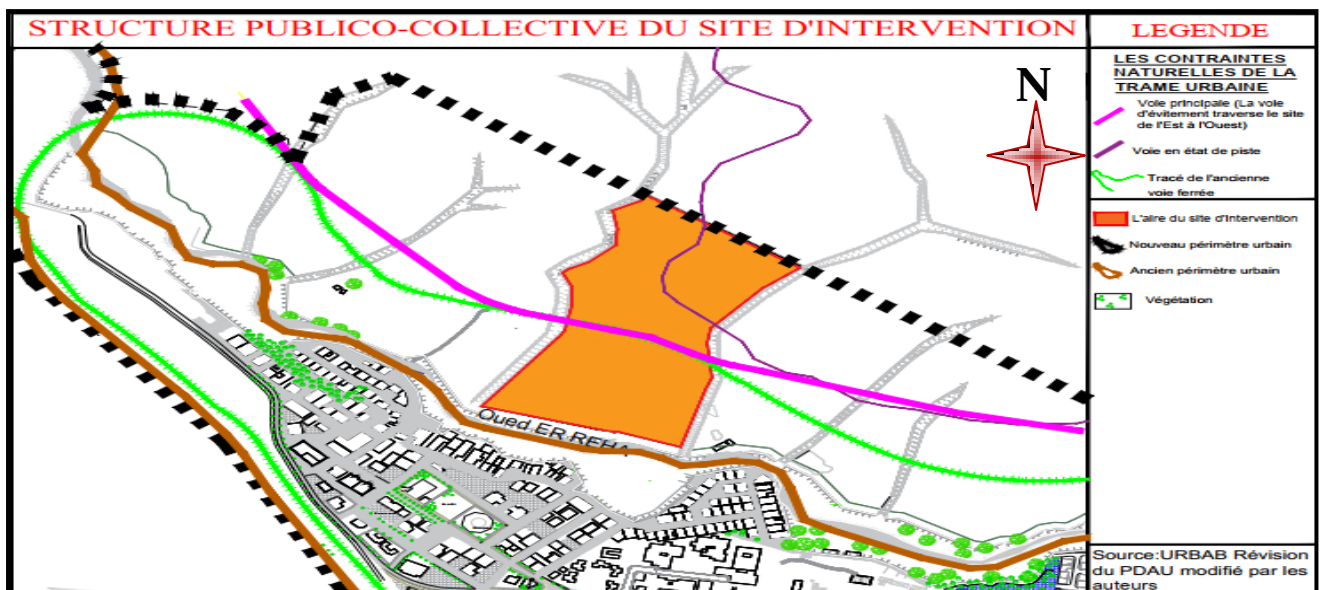 STRUCTURE PUBLICO-COLLECTIVE DU SITE D'INTERVENTION
N
Oued ER REHA
LEGENDE
LES CONTRAINTES
NATURELLES DE LA
TRAME URBAINE
Voie principale (La voie
d'évitement traverse le site
de l'Est à l'Ouest)
Voie en état de piste
Tracé de l'ancienne
voie ferrée
L'aire du site d'intervention
Nouveau périmètre urbain
Ancien périmètre urbain
Végétation
Source:URBAB Révision
du PDAU modifié par les
auteurs